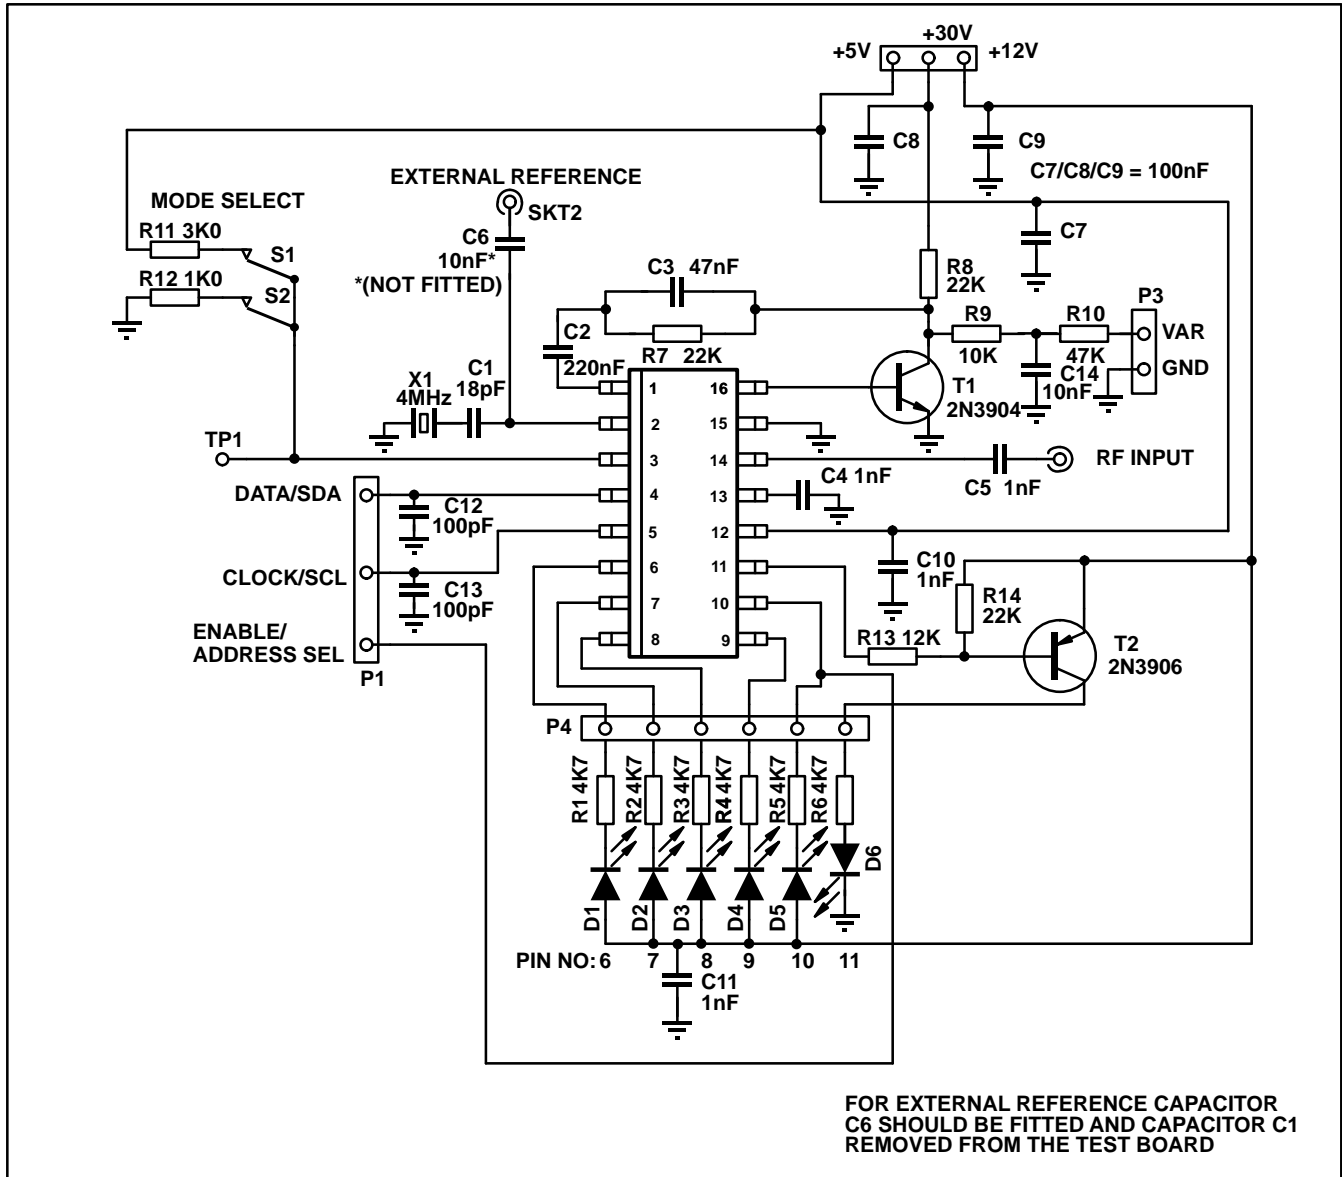 +30V
+5V
+12V
C8
C9
C7/C8/C9 = 100nF
EXTERNAL REFERENCE
SKT2
MODE SELECT
R11 3K0
S1
C6
10nF*
*(NOT FITTED)
C7
R12 1K0
S2
C3 47nF
R8
22K
P3
R9
R10
VAR
C2
220nF
R7 22K
10K
47K
C14
10nF
GND
X1
4MHz
C1
18pF
T1
2N3904
1
16
2
15
TP1
3
14
RF INPUT
C4 1nF
C5 1nF
DATA/SDA
C12
100pF
4
13
5
12
CLOCK/SCL
C13
100pF
6
11
C10
1nF
7
10
R14
22K
ENABLE/
ADDRESS SEL
8
9
R13 12K
T2
2N3906
P1
P4
R1 4K7
R2 4K7
R3 4K7
R4 4K7
R5 4K7
R6 4K7
D1
D2
D3
D4
D5
D6
PIN NO: 6 7 8 9 10 11
C11
1nF
FOR EXTERNAL REFERENCE CAPACITOR
C6 SHOULD BE FITTED AND CAPACITOR C1
REMOVED FROM THE TEST BOARD